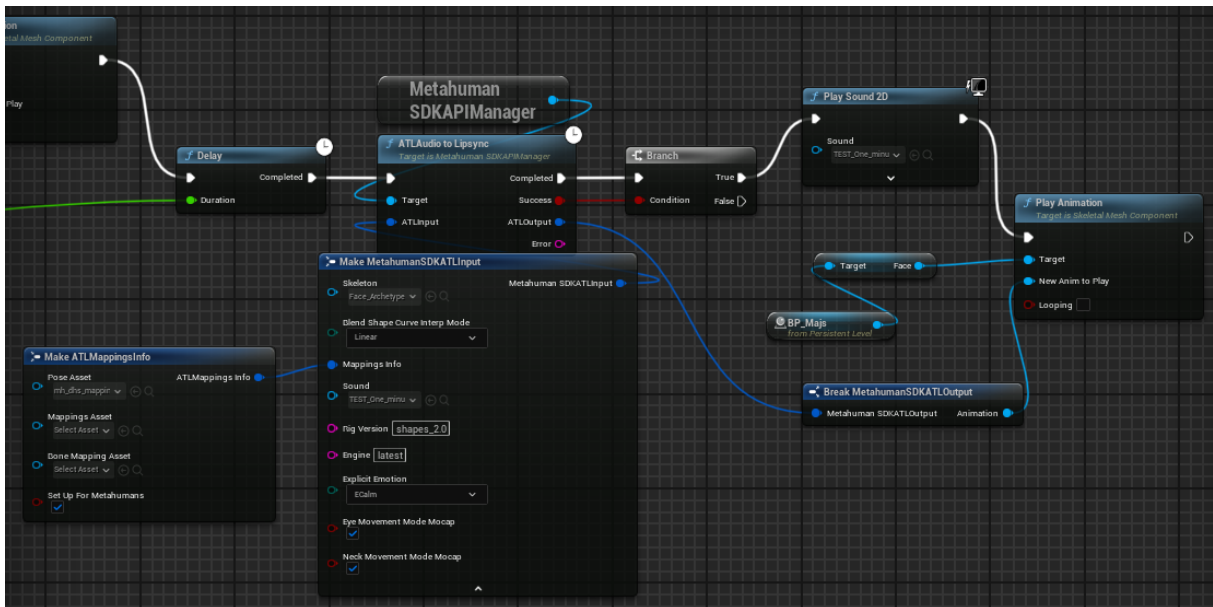 ion
etal Mesh Component
Play
f Delay
Completed
Duration
Metahuman
SDKAPIManager
f ATLAudio to Lipsync
Target is Metahuman SDKAPIManager
Completed
Target
Success
ATLInput
ATLOutput
Error
Branch
True
Condition
False
f Play Sound 2D
Sound
TEST_One_minu
f Play Animation
Target is Skeletal Mesh Component
Target
New Anim to Play
Looping
Target
Face
BP_Majs
from Persistent Level
Break MetahumanSDKATLOutput
Metahuman SDKATLOutput
Animation
Make MetahumanSDKATLInput
Skeleton
Metahuman SDKATLInput
Face_Archetype
Blend Shape Curve Interp Mode
Linear
Mappings Info
Sound
TEST_One_minu
Rig Version shapes_2.0
Engine latest
Explicit Emotion
ECalm
Eye Movement Mode Mocap
Neck Movement Mode Mocap
Make ATLMappingsInfo
Pose Asset
ATLMappings Info
mh_dhs_mappir
Mappings Asset
Select Asset
Bone Mapping Asset
Select Asset
Set Up For Metahumans